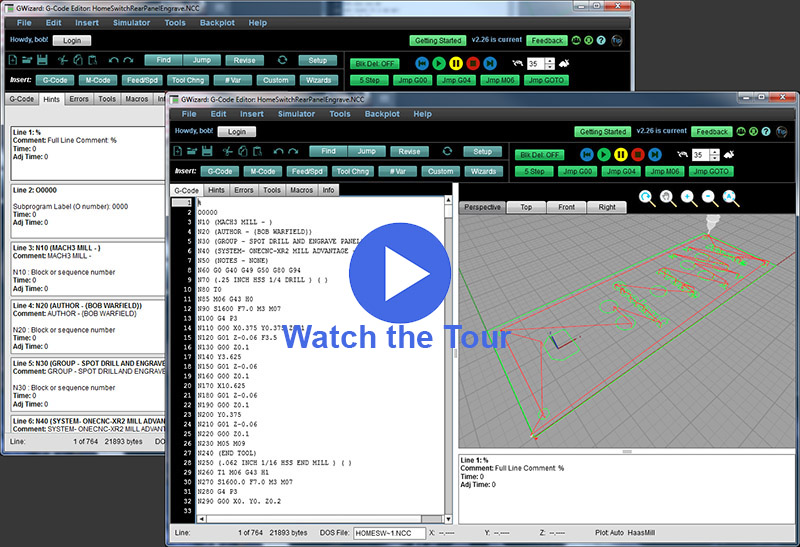 GWizard: G-Code Editor: HomeSwitchRearPanelEngrave.NCC
File Edit Insert Simulator Tools Backplot Help
Howdy, bob! Login Getting Started v2.26 is current Feedback
Find Jump Revise Setup Blk Del: OFF 35
Insert: G-Code M-Code Feed/Spd Tool Chng # Var Custom Wizards 5 Step Jmp G00 Jmp G04 Jmp M06 Jmp GOTO
G-Code Hints Errors Tools Macros
Line 1: %
Comment: Full Line Comment: %
Time: 0
Adj Time: 0
Line 2: O0000
Subprogram Label (O number): 0000
Time: 0
Adj Time: 0
Line 3: N10 (MACH3 MILL - )
Comment: MACH3 MILL -
N10 : Block or sequence number
Time: 0
Adj Time: 0
Line 4: N20 (AUTHOR - (BOB WARFIELD))
Comment: AUTHOR - (BOB WARFIELD)
N20 : Block or sequence number
Time: 0
Adj Time: 0
Line 5: N30 (GROUP - SPOT DRILL AND ENGRAVE
Comment: GROUP - SPOT DRILL AND ENGRAVE
N30 : Block or sequence number
Time: 0
Adj Time: 0
Line 6: N40 (SYSTEM- ONECNC-XR2 MILL ADVAN
Comment: SYSTEM- ONECNC-XR2 MILL ADVAN
Line: 1 of 764 21893 bytes DOS
GWizard: G-Code Editor: HomeSwitchRearPanelEngrave.NCC
File Edit Insert Simulator Tools Backplot Help
Howdy, bob! Login Getting Started v2.26 is current Feedback
Find Jump Revise Setup Blk Del: OFF 35
Insert: G-Code M-Code Feed/Spd Tool Chng # Var Custom Wizards 5 Step Jmp G00 Jmp G04 Jmp M06 Jmp GOTO
G-Code Hints Errors Tools Macros Info
Perspective Top Front Right
1 %
2 O0000
3 N10 (MACH3 MILL - )
4 N20 (AUTHOR - (BOB WARFIELD))
5 N30 (GROUP - SPOT DRILL AND ENGRAVE PANEL
6 N40 (SYSTEM- ONECNC-XR2 MILL ADVANTAGE
7 N50 (NOTES - NONE)
8 N60 G0 G40 G49 G50 G80 G94
9 N70 (.25 INCH HSS 1/4 DRILL ) ( )
10 N80 T0
11 N85 M06 G43 H0
12 N90 S1600 F7.0 M3 M07
13 N100 G4 P3
14 N110 G00 X0.375 Y0.375
15 N120 G01 Z-0.06 F3.5
16 N130 G00 Z0.1
17 N140 Y3.625
18 N150 G01 Z-0.06
19 N160 G00 Z0.1
20 N170 X10.625
21 N180 G01 Z-0.06
22 N190 G00 Z0.1
23 N200 Y0.375
24 N210 G01 Z-0.06
25 N220 G00 Z0.1
26 N230 M05 M09
27 N240 (END TOOL)
28 N250 (.062 INCH 1/16 HSS END MILL ) ( )
29 N260 T1 M06 G43 H1
30 N270 S1600.0 F7.0 M3 M07
31 N280 G4 P3
32 N290 G00 X0. Y0. Z0.2
33
Watch the Tour
Line 1: %
Comment: Full Line Comment: %
Time: 0
Adj Time: 0
Line: 1 of 764 21893 bytes DOS File: HOMESW~1.NCC X: --.---- Y: --.---- Z: --.---- Plot: Auto HaasMill